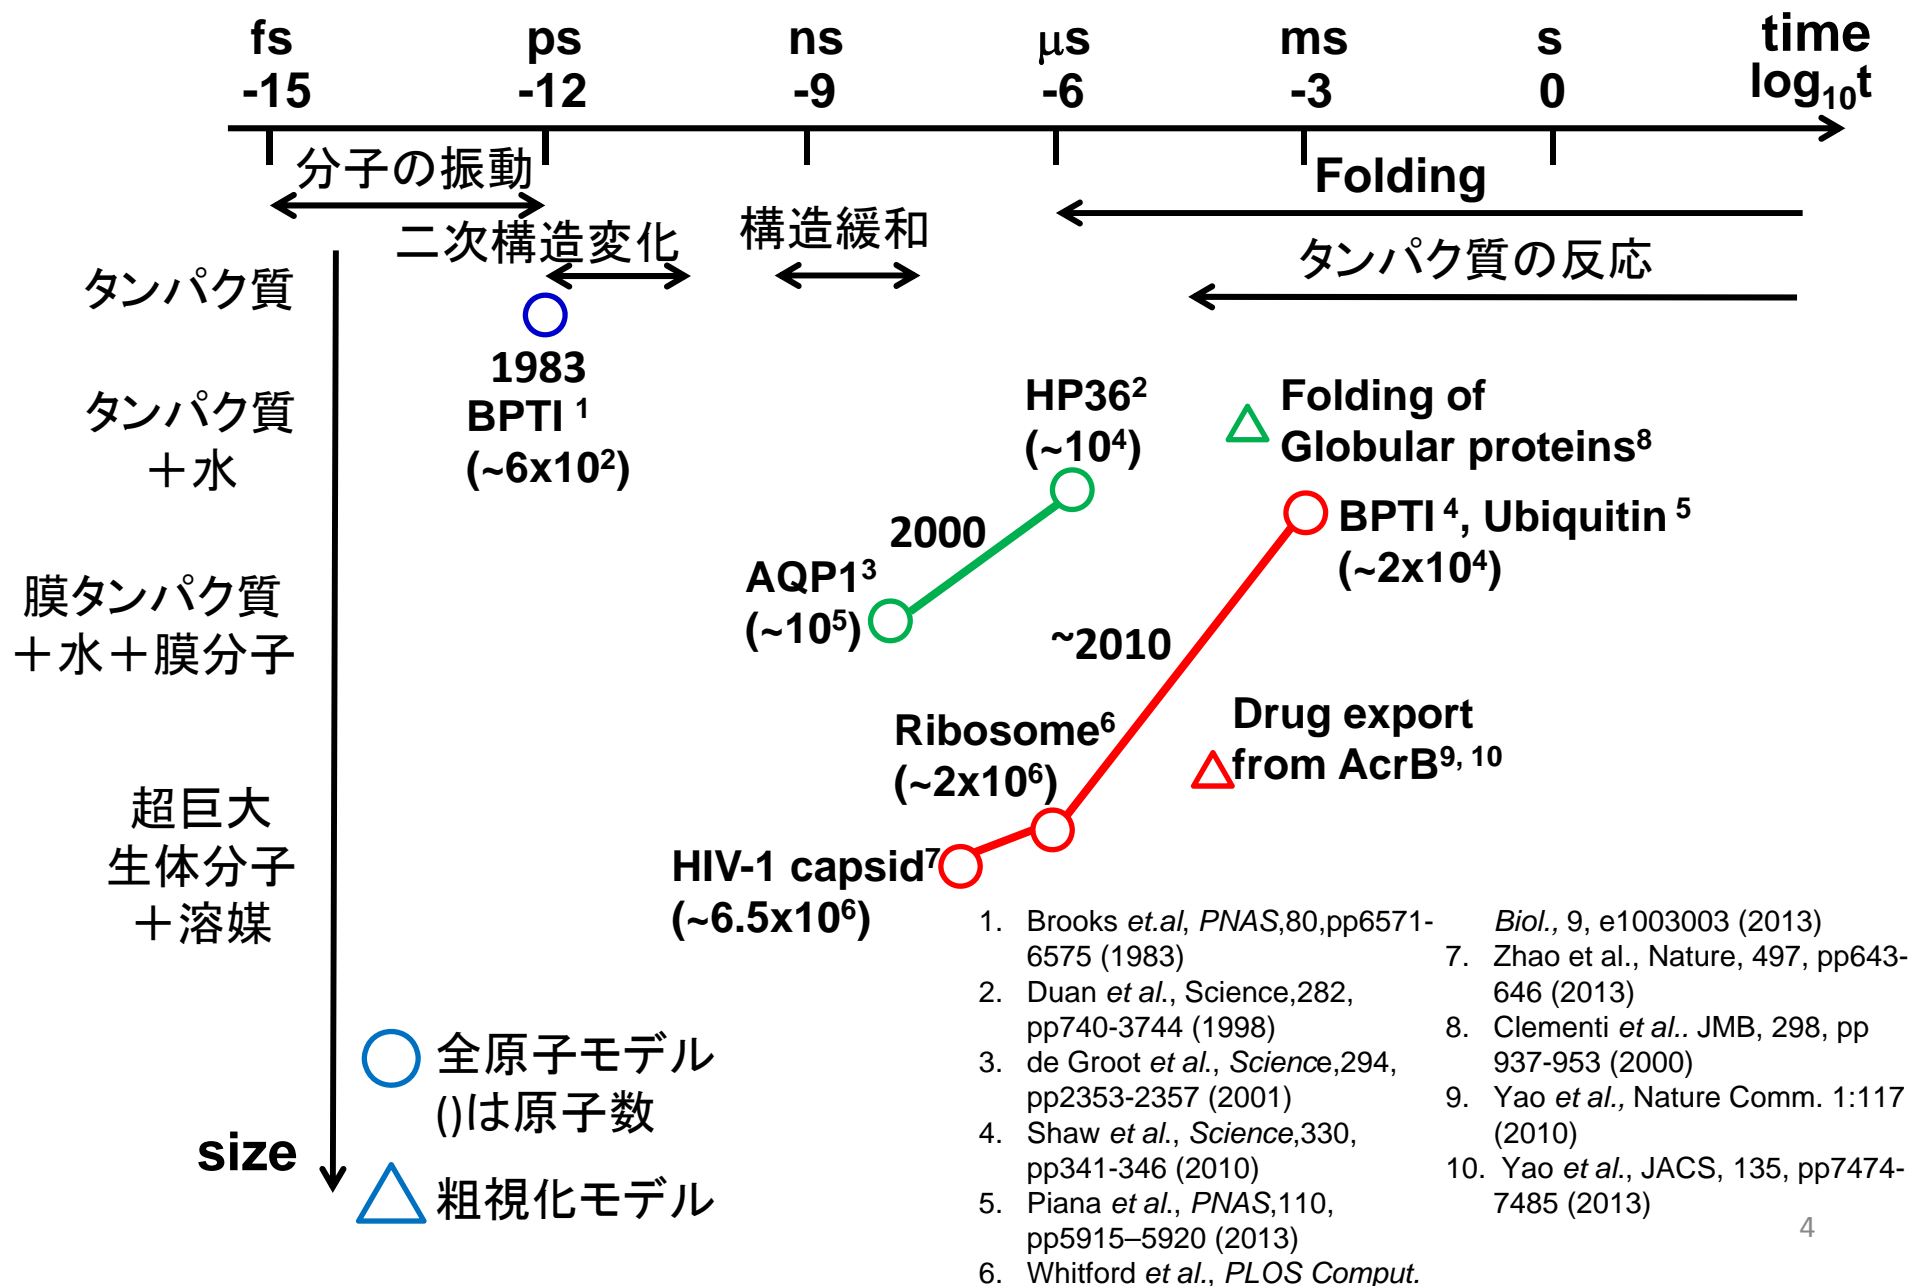 fs ps ns μs ms s time
-15 -12 -9 -6 -3 0 log₁₀t
分子の振動
Folding
二次構造変化
構造緩和
タンパク質の反応
タンパク質
1983
BPTI ¹
(~6x10²)
タンパク質
＋水
HP36²
(~10⁴)
Folding of
Globular proteins⁸
2000
BPTI ⁴, Ubiquitin ⁵
(~2x10⁴)
AQP1³
(~10⁵)
膜タンパク質
＋水＋膜分子
~2010
Ribosome⁶
(~2x10⁶)
Drug export
from AcrB⁹, ¹⁰
超巨大
生体分子
＋溶媒
HIV-1 capsid⁷
(~6.5x10⁶)
全原子モデル
()は原子数
size
粗視化モデル
1. Brooks et.al, PNAS,80,pp6571-
6575 (1983)
2. Duan et al., Science,282,
pp740-3744 (1998)
3. de Groot et al., Science,294,
pp2353-2357 (2001)
4. Shaw et al., Science,330,
pp341-346 (2010)
5. Piana et al., PNAS,110,
pp5915–5920 (2013)
6. Whitford et al., PLOS Comput.
Biol., 9, e1003003 (2013)
7. Zhao et al., Nature, 497, pp643-
646 (2013)
8. Clementi et al.. JMB, 298, pp
937-953 (2000)
9. Yao et al., Nature Comm. 1:117
(2010)
10. Yao et al., JACS, 135, pp7474-
7485 (2013)
4